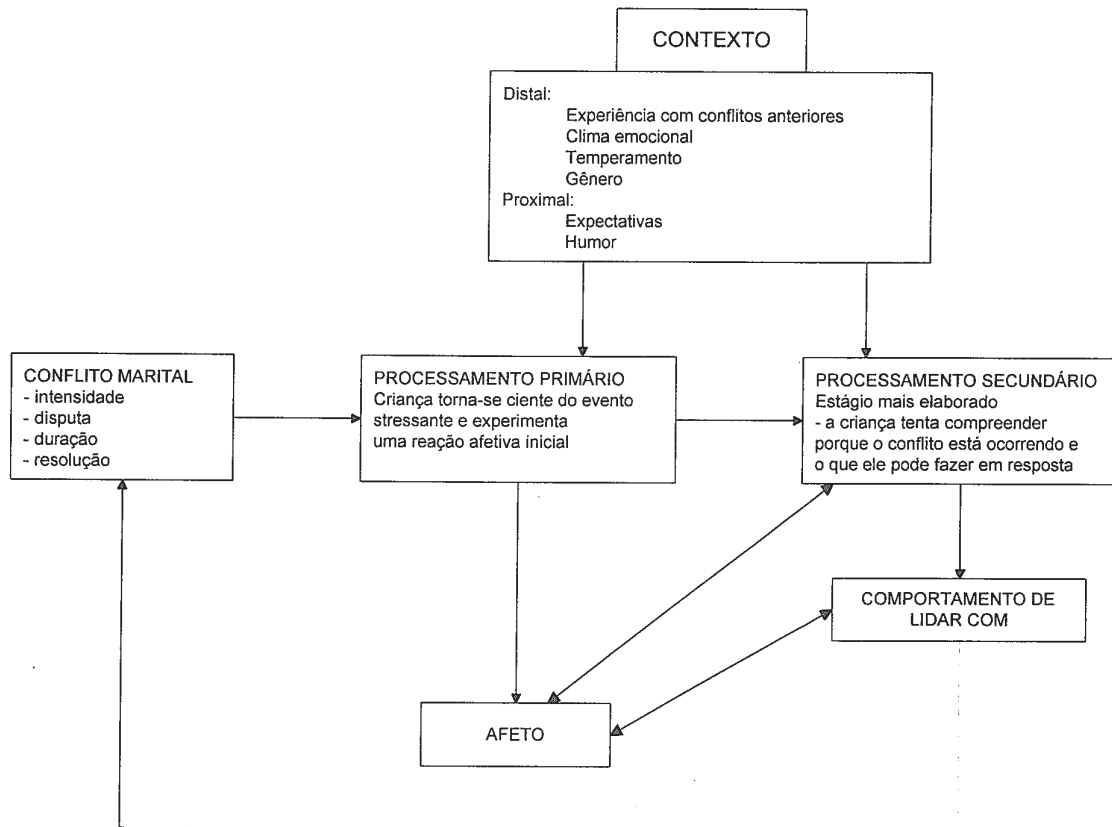 CONTEXTO
Distal:
Experiência com conflitos anteriores
Clima emocional
Temperamento
Gênero
Proximal:
Expectativas
Humor
CONFLITO MARITAL
- intensidade
- disputa
- duração
- resolução
PROCESSAMENTO PRIMÁRIO
Criança torna-se ciente do evento
stressante e experimenta
uma reação afetiva inicial
PROCESSAMENTO SECUNDÁRIO
Estágio mais elaborado
- a criança tenta compreender
porque o conflito está ocorrendo e
o que ele pode fazer em resposta
COMPORTAMENTO DE
LIDAR COM
AFETO